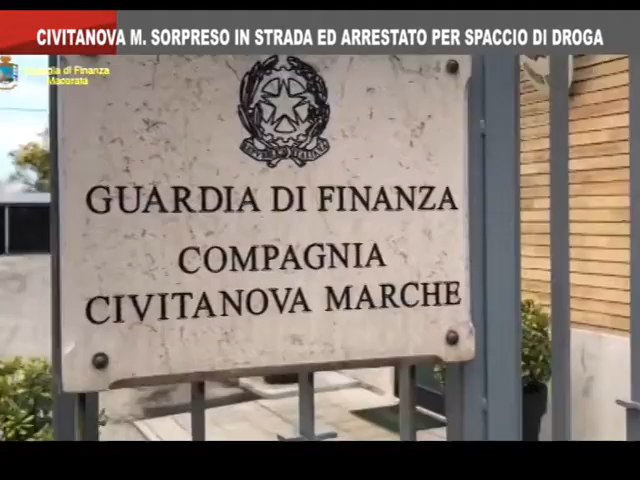 CIVITANOVA M. SORPRESO IN STRADA ED ARRESTATO PER SPACCIO DI DROGA
Guardia di Finanza
Macerata
GUARDIA DI FINANZA
COMPAGNIA
CIVITANOVA MARCHE